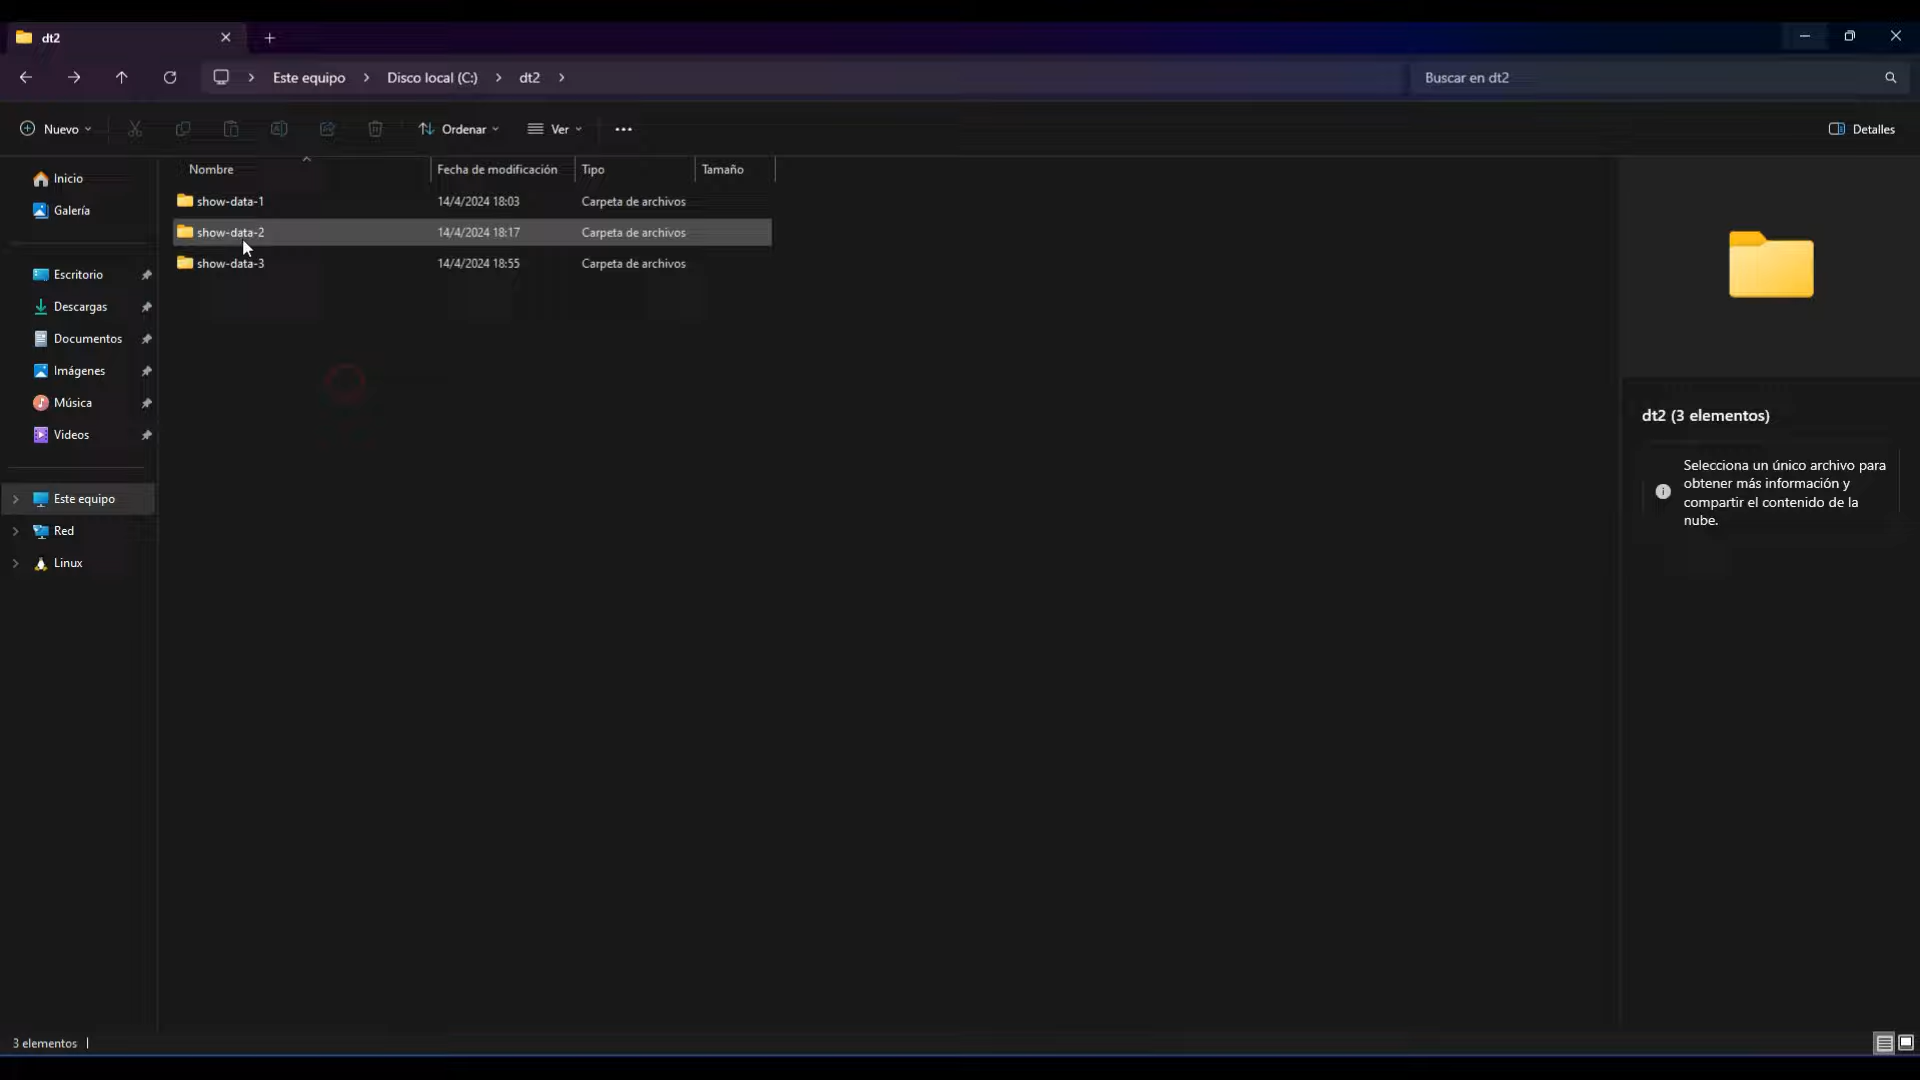 dt2
Este equipo > Disco local (C:) > dt2 >
Buscar en dt2
Nuevo
Ordenar
Ver
Detalles
Nombre Fecha de modificación Tipo Tamaño
show-data-1 14/4/2024 18:03 Carpeta de archivos
show-data-2 14/4/2024 18:17 Carpeta de archivos
show-data-3 14/4/2024 18:55 Carpeta de archivos
Inicio
Galería
Escritorio
Descargas
Documentos
Imágenes
Música
Videos
Este equipo
Red
Linux
dt2 (3 elementos)
Selecciona un único archivo para
obtener más información y
compartir el contenido de la
nube.
3 elementos